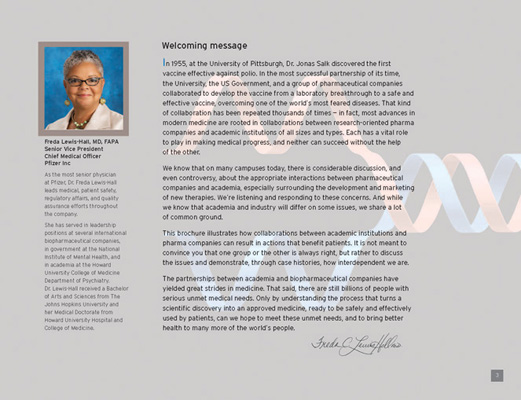 Welcoming message
In 1955, at the University of Pittsburgh, Dr. Jonas Salk discovered the first
vaccine effective against polio. In the most successful partnership of its time,
the University, the US Government, and a group of pharmaceutical companies
collaborated to develop the vaccine from a laboratory breakthrough to a safe and
effective vaccine, overcoming one of the world's most feared diseases. That kind
of collaboration has been repeated thousands of times — in fact, most advances in
modern medicine are rooted in collaborations between research-oriented pharma
companies and academic institutions of all sizes and types. Each has a vital role
to play in making medical progress, and neither can succeed without the help
of the other.
We know that on many campuses today, there is considerable discussion, and
even controversy, about the appropriate interactions between pharmaceutical
companies and academia, especially surrounding the development and marketing
of new therapies. We're listening and responding to these concerns. And while
we know that academia and industry will differ on some issues, we share a lot
of common ground.
This brochure illustrates how collaborations between academic institutions and
pharma companies can result in actions that benefit patients. It is not meant to
convince you that one group or the other is always right, but rather to discuss
the issues and demonstrate, through case histories, how interdependent we are.
The partnerships between academia and biopharmaceutical companies have
yielded great strides in medicine. That said, there are still billions of people with
serious unmet medical needs. Only by understanding the process that turns a
scientific discovery into an approved medicine, ready to be safely and effectively
used by patients, can we hope to meet these unmet needs, and to bring better
health to many more of the world's people.
Freda C Lewis-Hall MD
Freda Lewis-Hall, MD, FAPA
Senior Vice President
Chief Medical Officer
Pfizer Inc
As the most senior physician
at Pfizer, Dr. Freda Lewis-Hall
leads medical, patient safety,
regulatory affairs, and quality
assurance efforts throughout
the company.
She has served in leadership
positions at several international
biopharmaceutical companies,
in government at the National
Institute of Mental Health, and
in academia at the Howard
University College of Medicine
Department of Psychiatry.
Dr. Lewis-Hall received a Bachelor
of Arts and Sciences from The
Johns Hopkins University and
her Medical Doctorate from
Howard University Hospital and
College of Medicine.
3